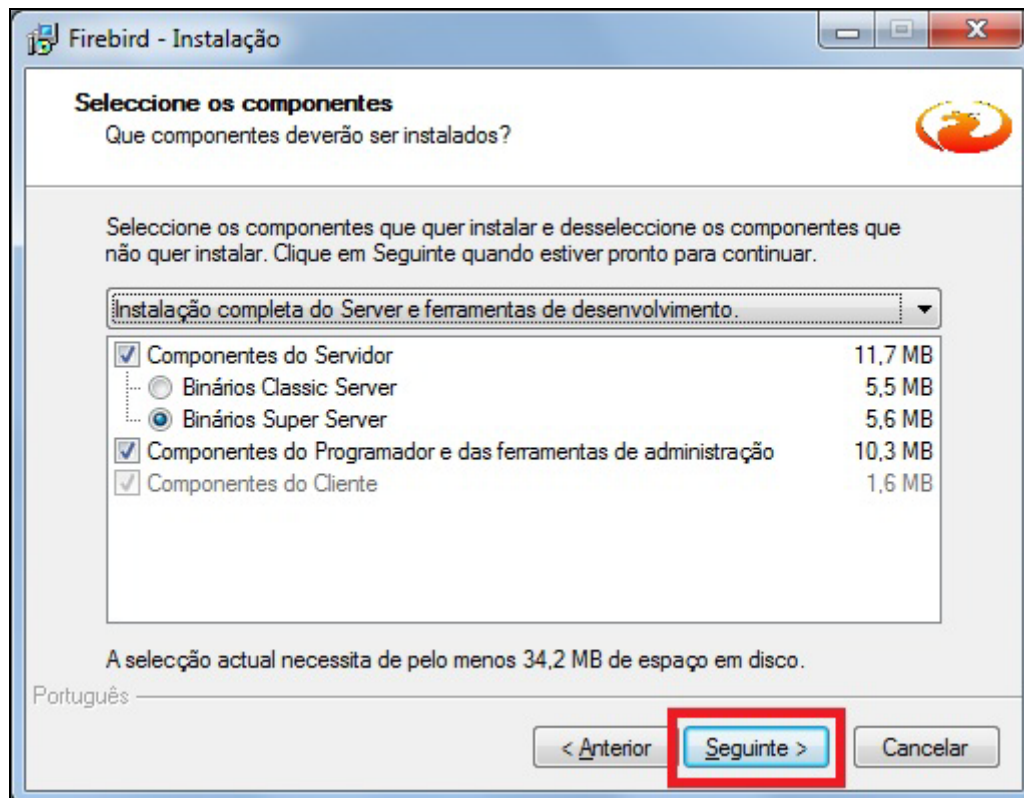 Firebird - Instalação
Seleccione os componentes
Que componentes deverão ser instalados?
Seleccione os componentes que quer instalar e desseleccione os componentes que
não quer instalar. Clique em Seguinte quando estiver pronto para continuar.
Instalação completa do Server e ferramentas de desenvolvimento.
Componentes do Servidor 11,7 MB
Binários Classic Server 5,5 MB
Binários Super Server 5,6 MB
Componentes do Programador e das ferramentas de administração 10,3 MB
Componentes do Cliente 1,6 MB
A selecção actual necessita de pelo menos 34,2 MB de espaço em disco.
Português
< Anterior Seguinte > Cancelar